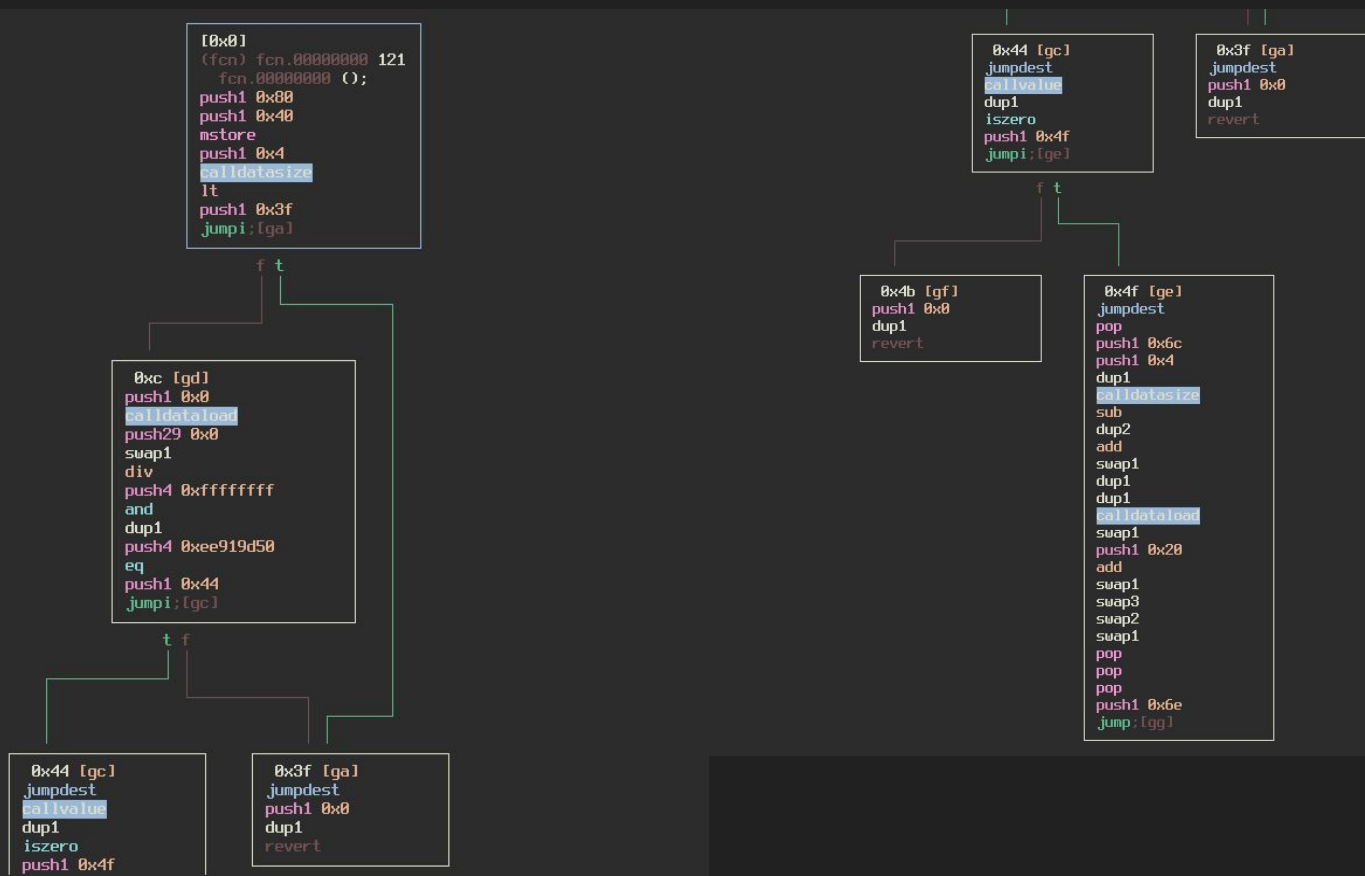 [0x0]
(fcn) fcn.00000000 121
fcn.00000000 ();
push1 0x80
push1 0x40
mstore
push1 0x4
calldatasize
lt
push1 0x3f
jumpi;[ga]
f t
0xc [gd]
push1 0x0
calldataload
push29 0x0
swap1
div
push4 0xffffffff
and
dup1
push4 0xee919d50
eq
push1 0x44
jumpi;[gc]
t f
0x44 [gc]
jumpdest
callvalue
dup1
iszero
push1 0x4f
0x3f [ga]
jumpdest
push1 0x0
dup1
revert
0x44 [gc]
jumpdest
callvalue
dup1
iszero
push1 0x4f
jumpi;[ge]
0x3f [ga]
jumpdest
push1 0x0
dup1
revert
f t
0x4b [gf]
push1 0x0
dup1
revert
0x4f [ge]
jumpdest
pop
push1 0x6c
push1 0x4
dup1
calldatasize
sub
dup2
add
swap1
dup1
dup1
calldataload
swap1
push1 0x20
add
swap1
swap3
swap2
swap1
pop
pop
pop
push1 0x6e
jump;[gg]